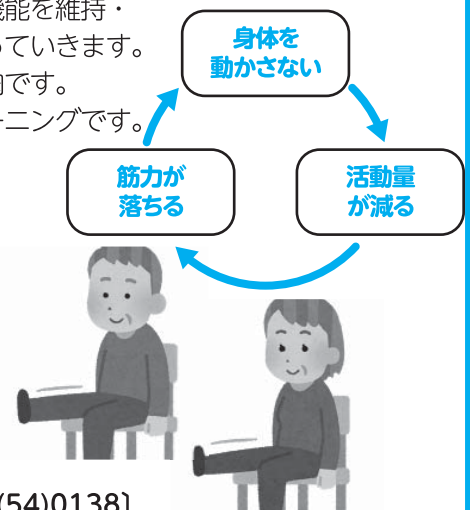 機能を維持・
っていきます。
です。
ーニングです。
身体を
動かさない
活動量
が減る
筋力が
落ちる
(54)0138]